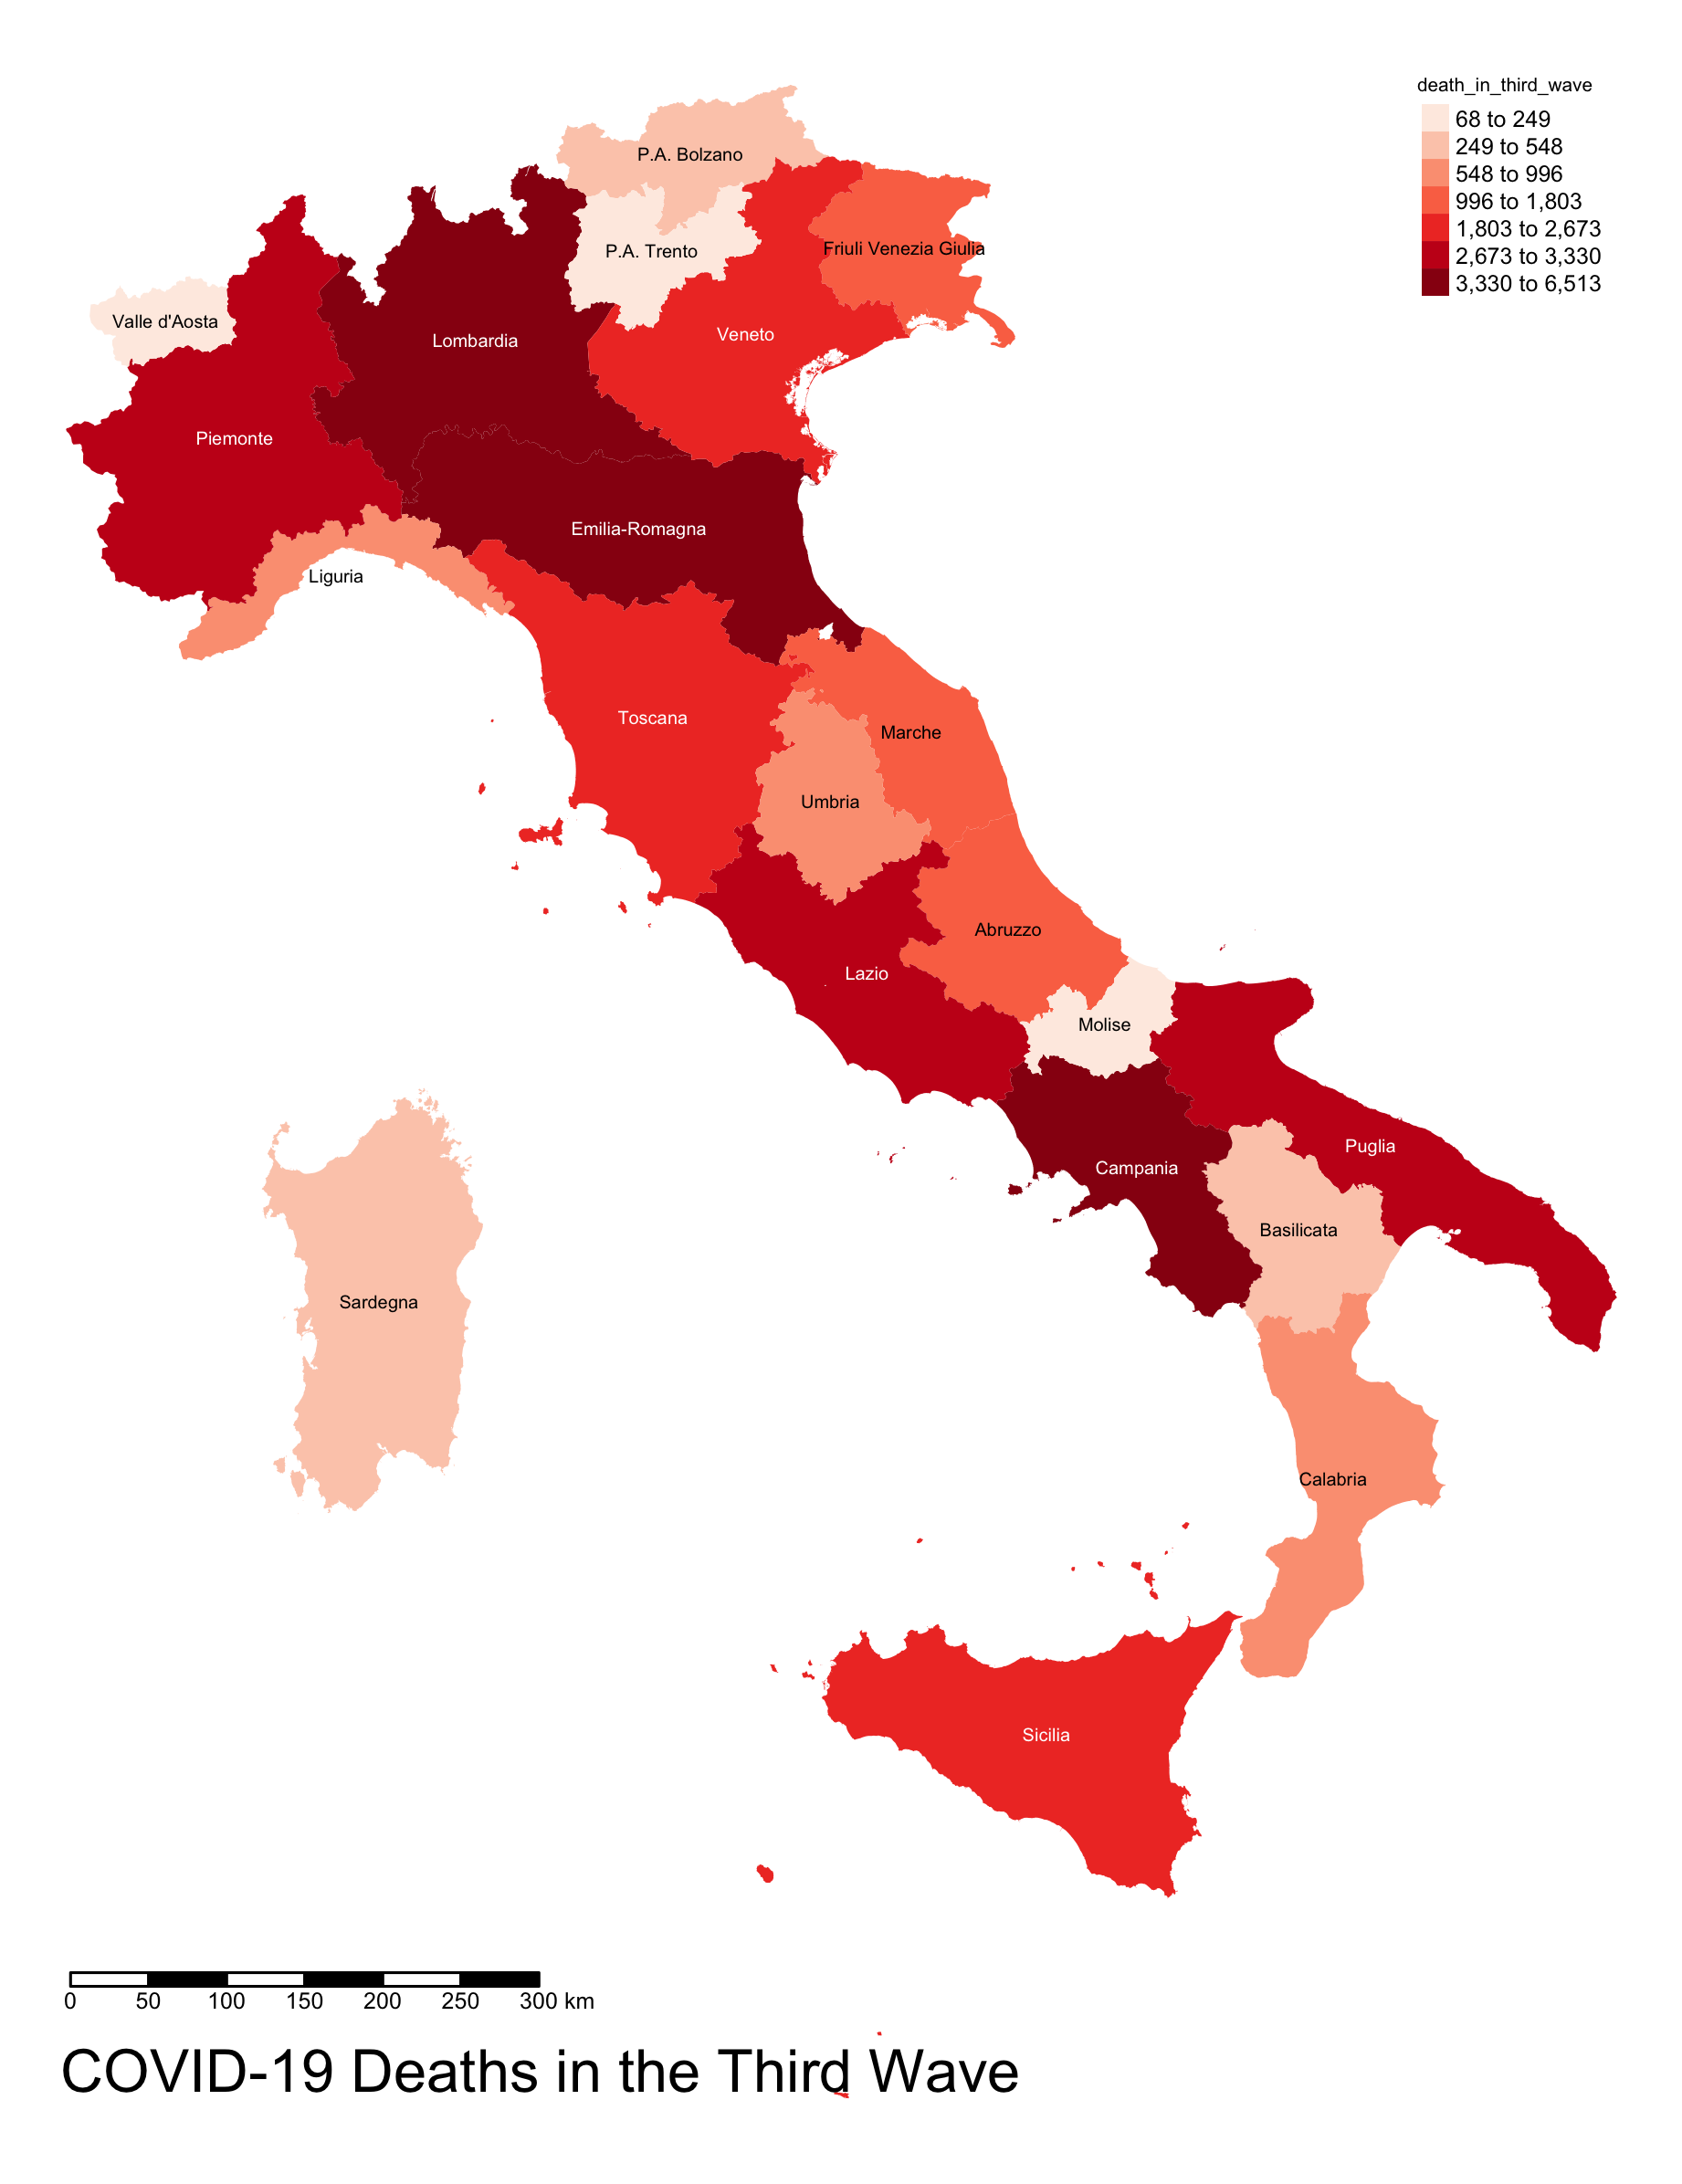 death_in_third_wave
68 to 249
249 to 548
548 to 996
996 to 1,803
1,803 to 2,673
2,673 to 3,330
3,330 to 6,513
P.A. Bolzano
P.A. Trento
Friuli Venezia Giulia
Valle d'Aosta
Veneto
Lombardia
Piemonte
Emilia-Romagna
Liguria
Toscana
Marche
Umbria
Abruzzo
Lazio
Molise
Puglia
Campania
Basilicata
Sardegna
Calabria
Sicilia
0 50 100 150 200 250 300 km
COVID-19 Deaths in the Third Wave